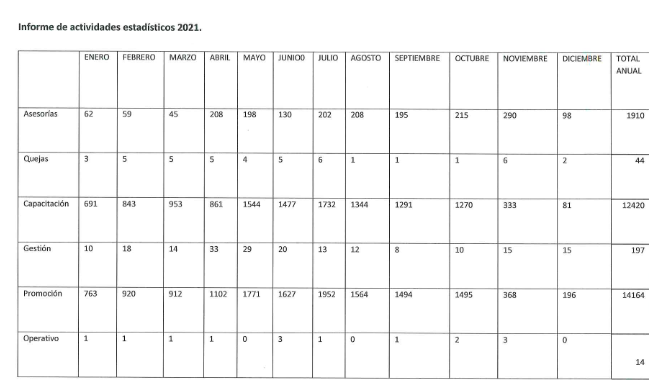 Informe de actividades estadísticos 2021.
ENERO FEBRERO MARZO ABRIL MAYO JUNIO0 JULIO AGOSTO SEPTIEMBRE OCTUBRE NOVIEMBRE DICIEMBRE TOTAL
ANUAL
Asesorías 62 59 45 208 198 130 202 208 195 215 290 98 1910
Quejas 3 5 5 5 4 5 6 1 1 1 6 2 44
Capacitación 691 843 953 861 1544 1477 1732 1344 1291 1270 333 81 12420
Gestión 10 18 14 33 29 20 13 12 8 10 15 15 197
Promoción 763 920 912 1102 1771 1627 1952 1564 1494 1495 368 196 14164
Operativo 1 1 1 1 0 3 1 0 1 2 3 0
14